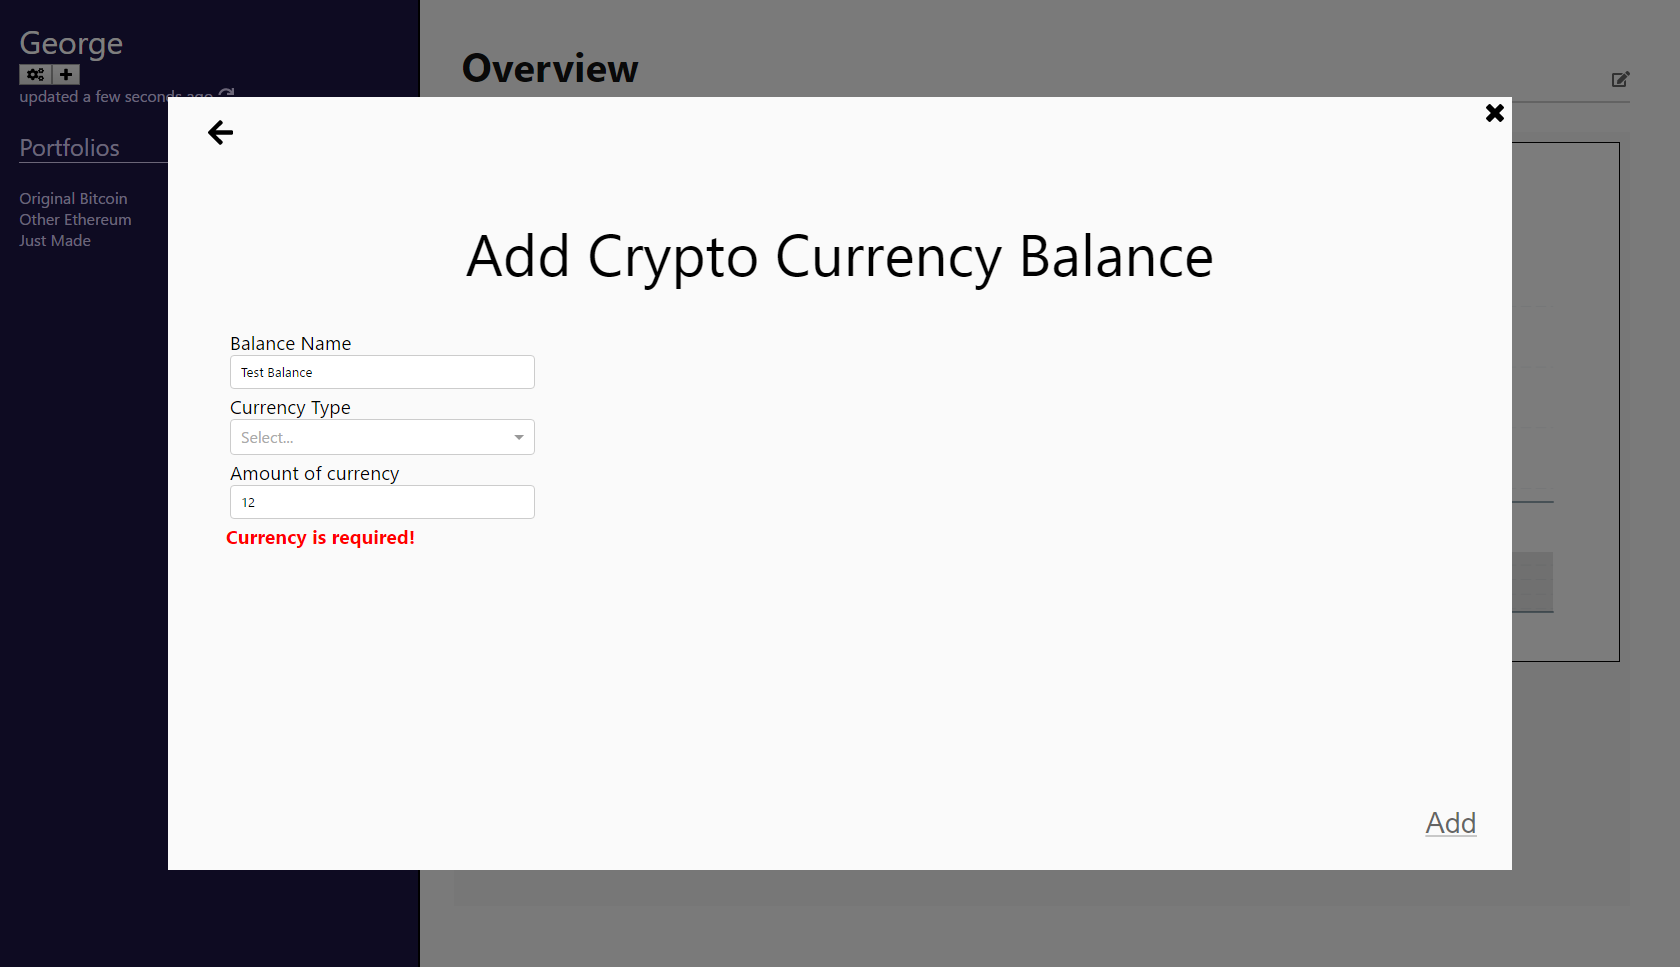 George
updated a few seconds ago
Portfolios
Original Bitcoin
Other Ethereum
Just Made
Overview
Add Crypto Currency Balance
Balance Name
Test Balance
Currency Type
Select...
Amount of currency
12
Currency is required!
Add